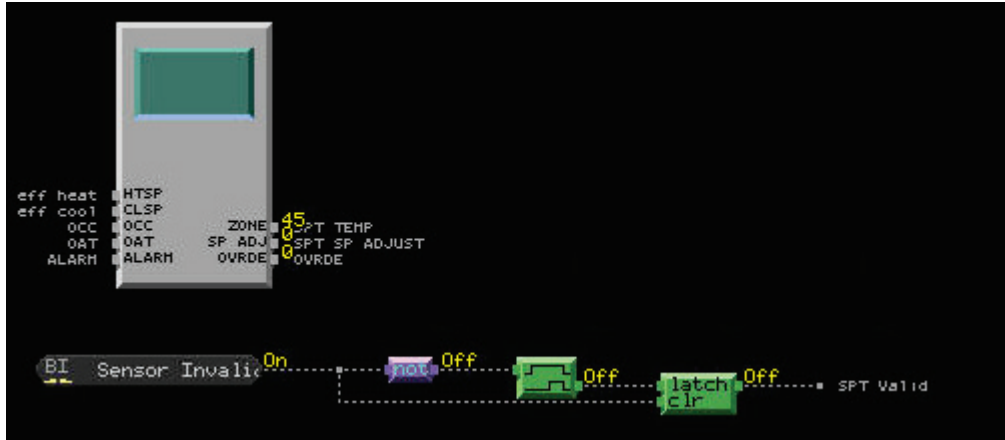 eff heat HTSP
eff cool CLSP
OCC OCC ZONE 45 SPT TEMP
OAT OAT SP ADJ 0 SPT SP ADJUST
ALARM ALARM OVRDE 0 OVRDE
BI Sensor Invali On not Off Off latch Off SPT Valid
clr